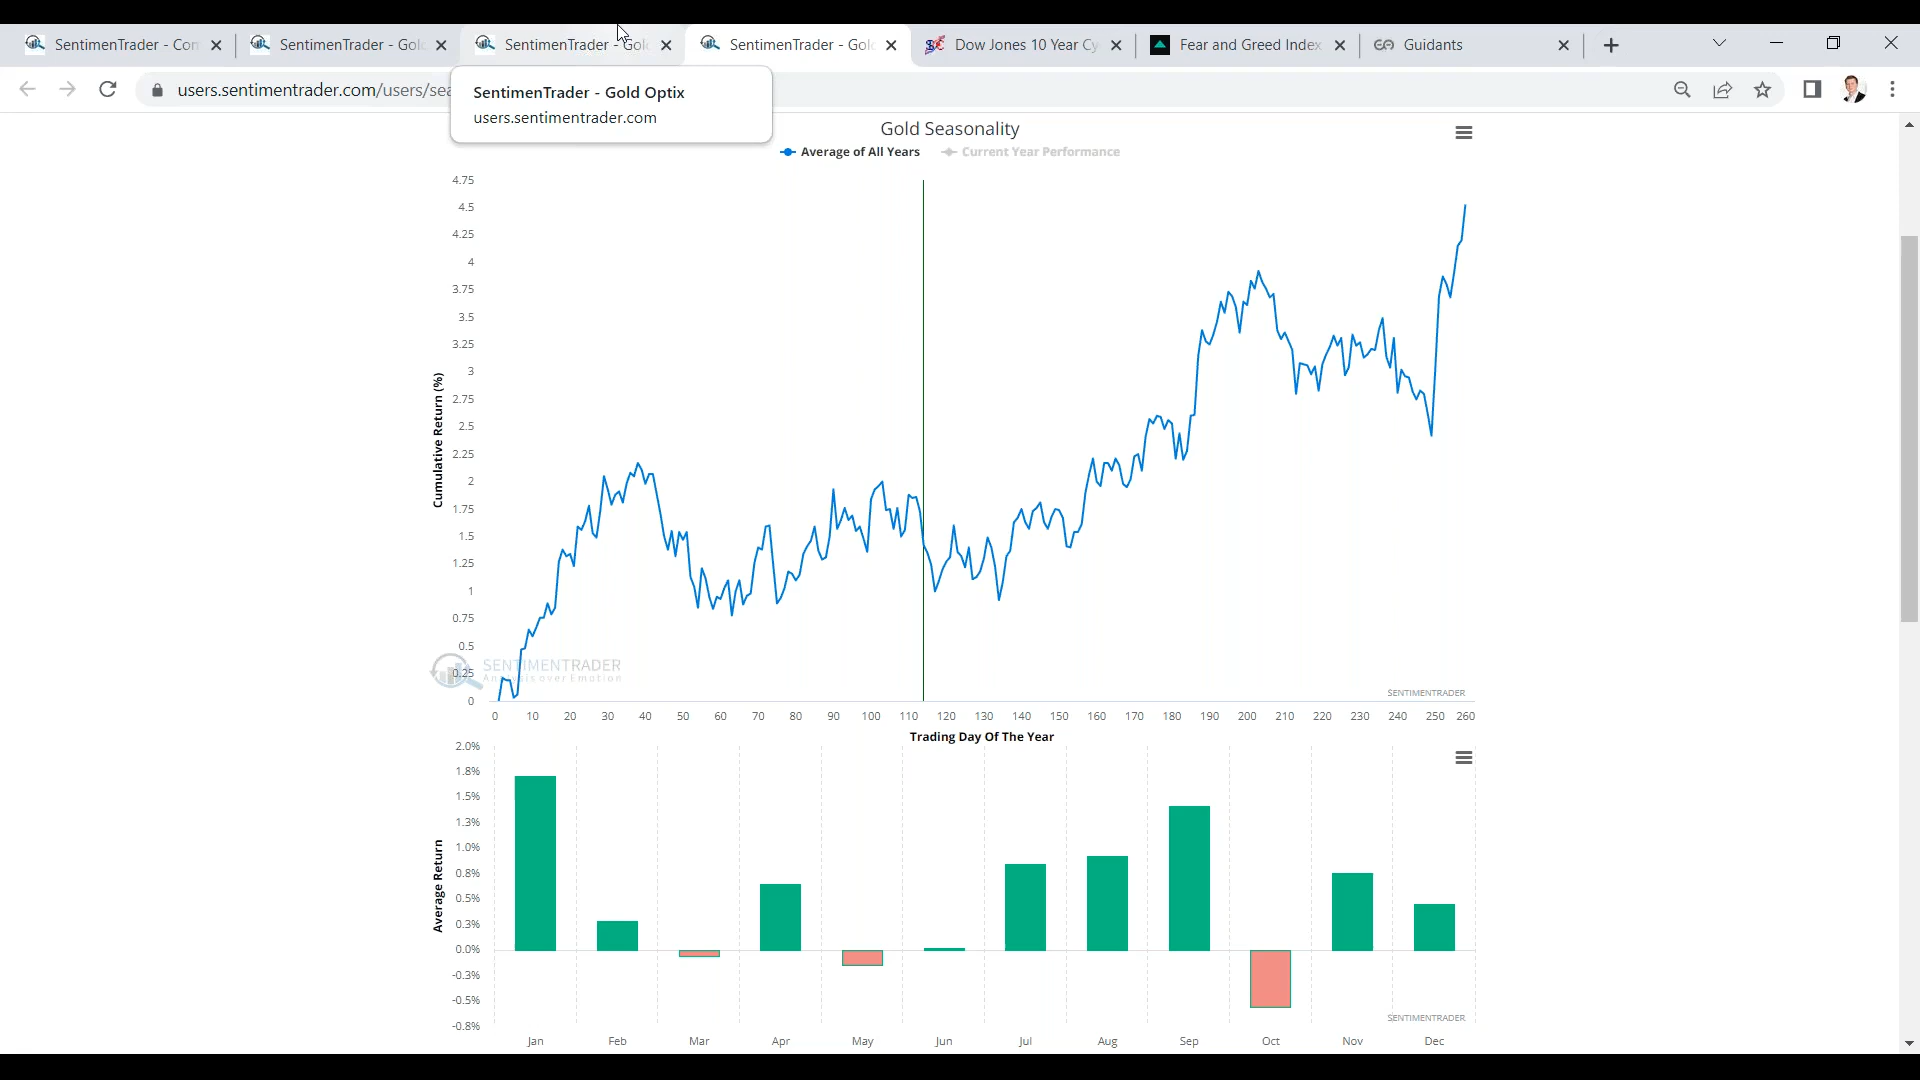 SentimenTrader - Con
SentimenTrader - Gol
SentimenTrader - Gol
SentimenTrader - Gol
Dow Jones 10 Year Cy
Fear and Greed Index
Guidants
users.sentimentrader.com/users/sea
SentimenTrader - Gold Optix
users.sentimentrader.com
Gold Seasonality
Average of All Years
Current Year Performance
4.75
4.5
4.25
4
3.75
3.5
3.25
3
2.75
2.5
2.25
2
1.75
1.5
1.25
1
0.75
0.5
0.25
0
Cumulative Return (%)
SENTIMENTRADER
Analysis over Emotion
SENTIMENTRADER
0 10 20 30 40 50 60 70 80 90 100 110 120 130 140 150 160 170 180 190 200 210 220 230 240 250 260
Trading Day Of The Year
2.0%
1.8%
1.5%
1.3%
1.0%
0.8%
0.5%
0.3%
0.0%
-0.3%
-0.5%
-0.8%
Average Return
SENTIMENTRADER
Jan Feb Mar Apr May Jun Jul Aug Sep Oct Nov Dec